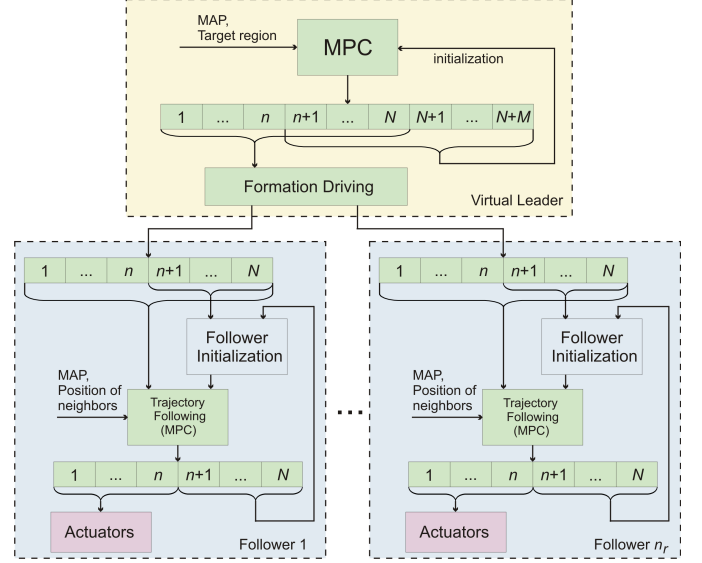 MAP,
Target region
MPC
initialization
1 ... n n+1 ... N N+1 ... N+M
Formation Driving
Virtual Leader
1 ... n n+1 ... N
Follower
Initialization
MAP,
Position of
neighbors
Trajectory
Following
(MPC)
1 ... n n+1 ... N
Actuators
Follower 1
...
1 ... n n+1 ... N
Follower
Initialization
MAP,
Position of
neighbors
Trajectory
Following
(MPC)
1 ... n n+1 ... N
Actuators
Follower nr